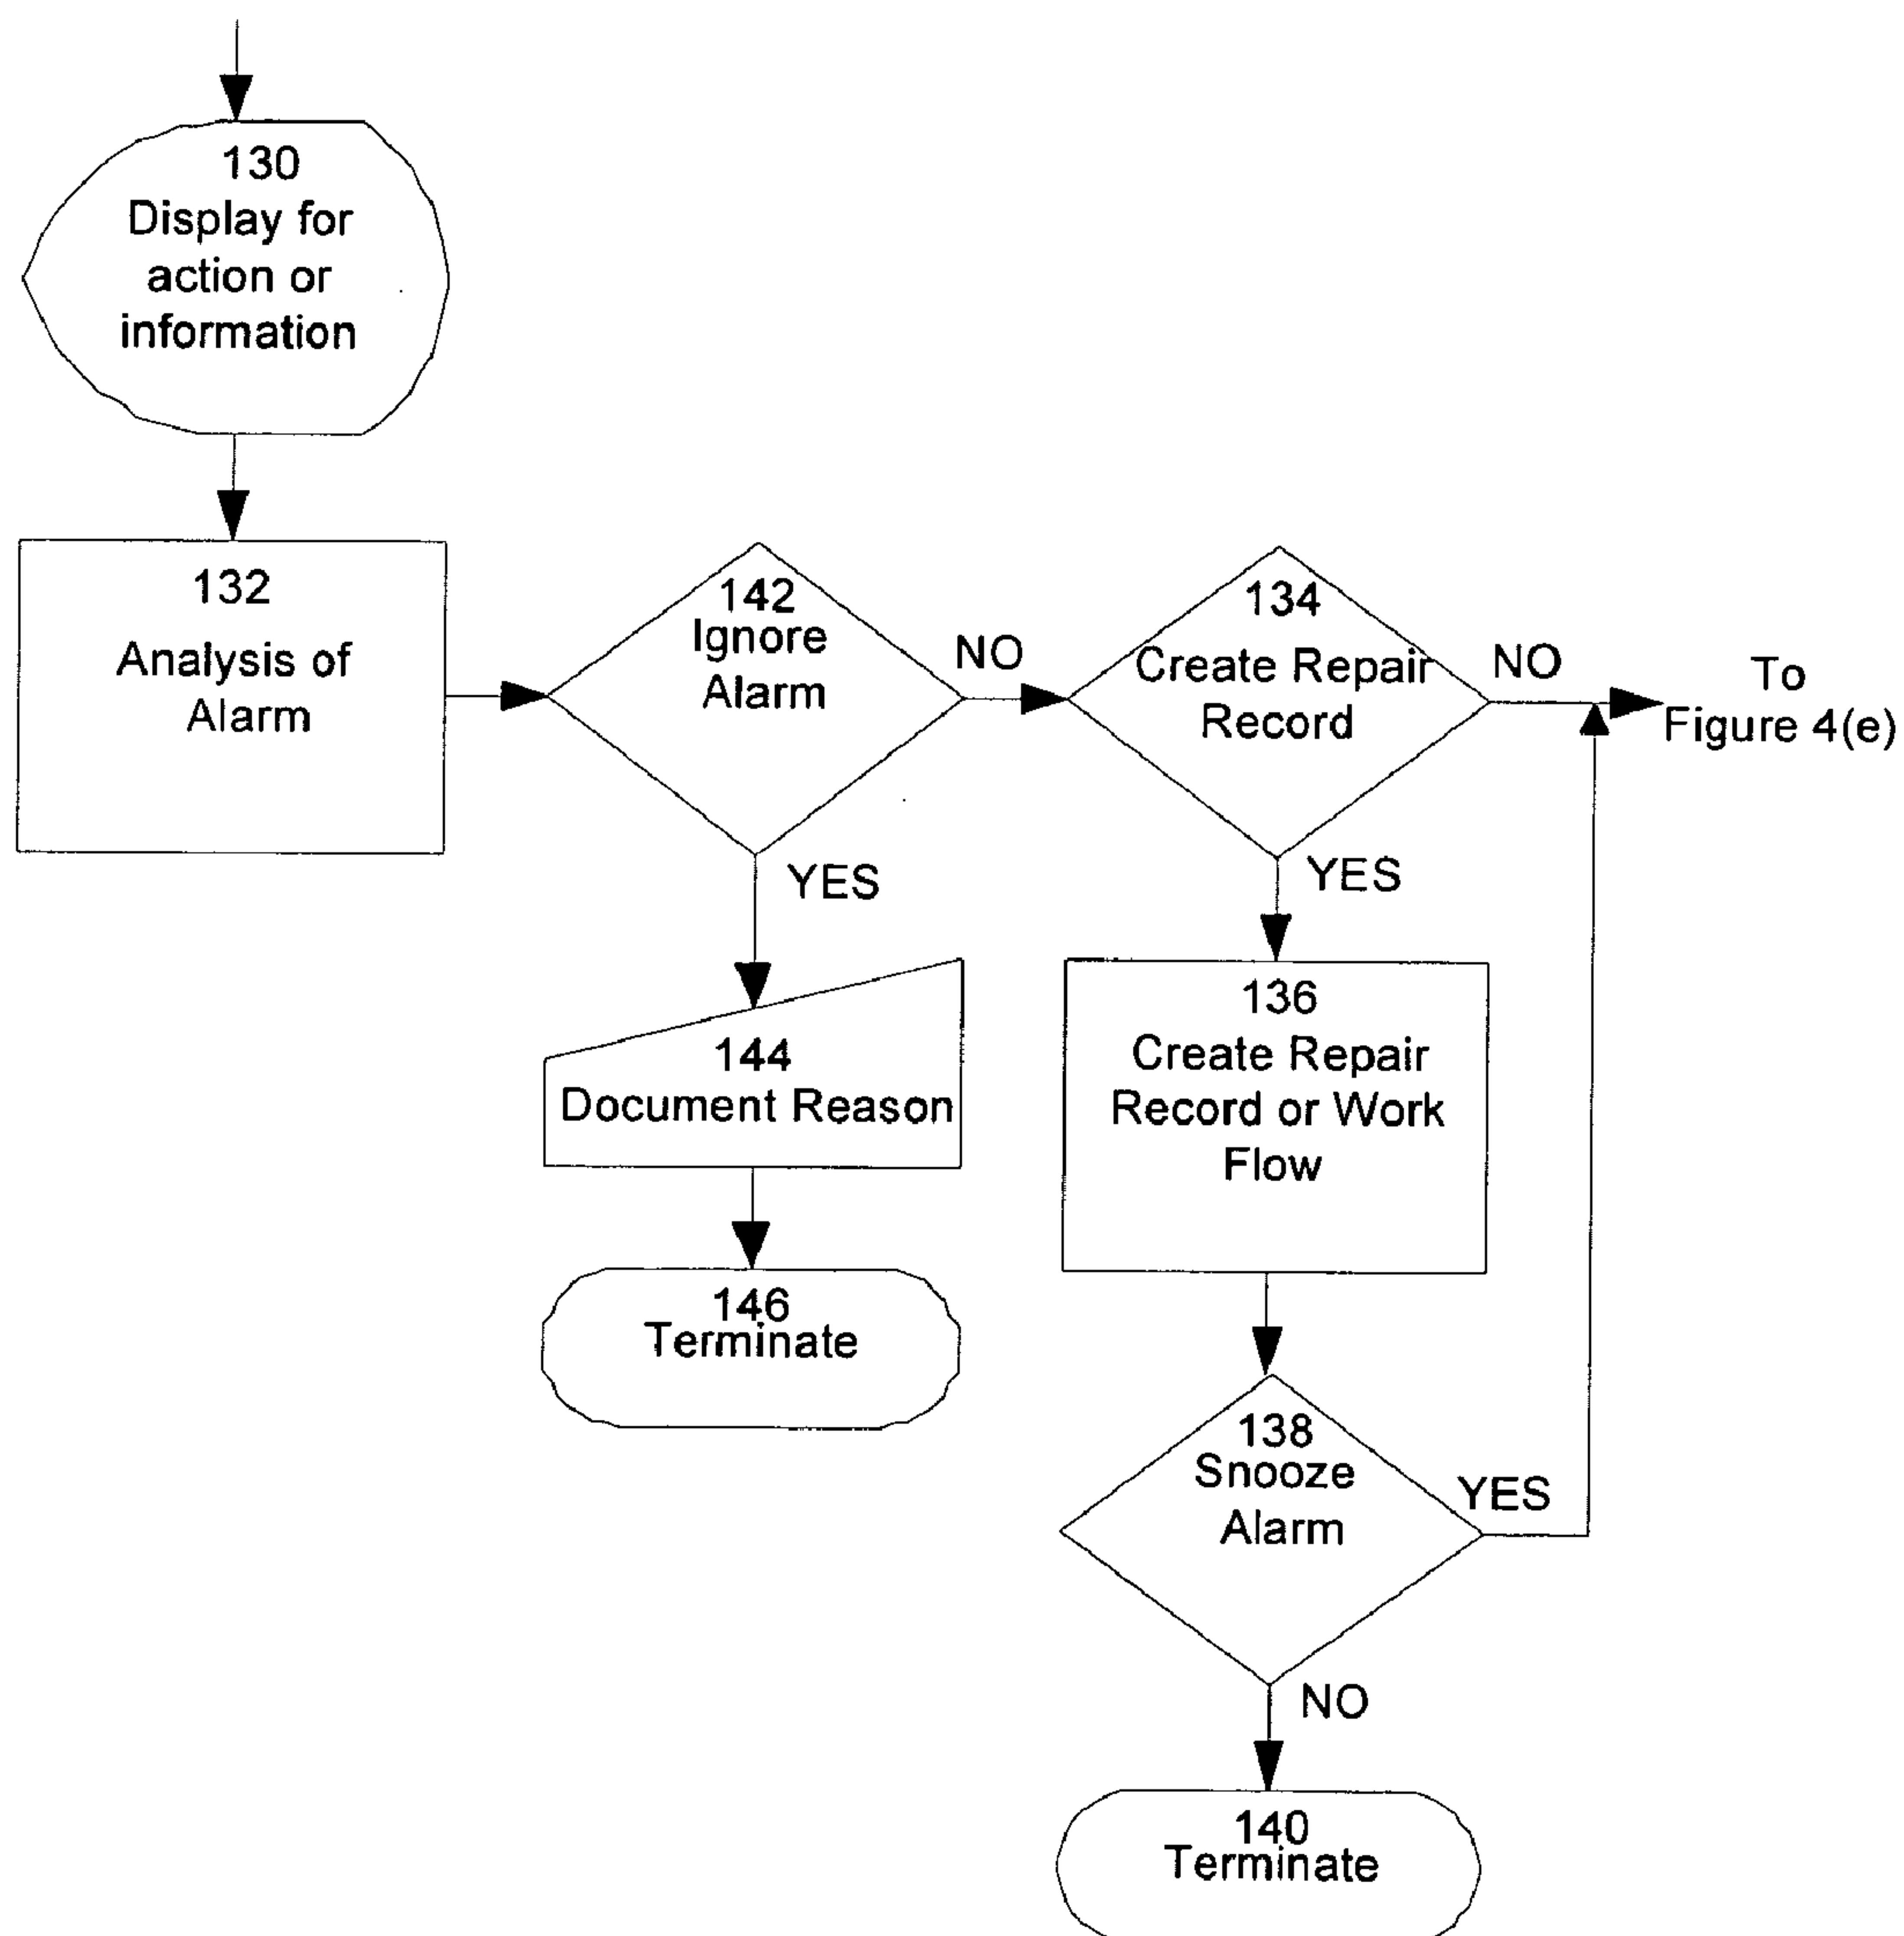 130
Display for
action or
information
132
Analysis of
Alarm
142
Ignore
Alarm
NO
134
Create Repair
Record
NO
To
Figure 4(e)
YES
YES
144
Document Reason
136
Create Repair
Record or Work
Flow
146
Terminate
138
Snooze
Alarm
YES
NO
140
Terminate